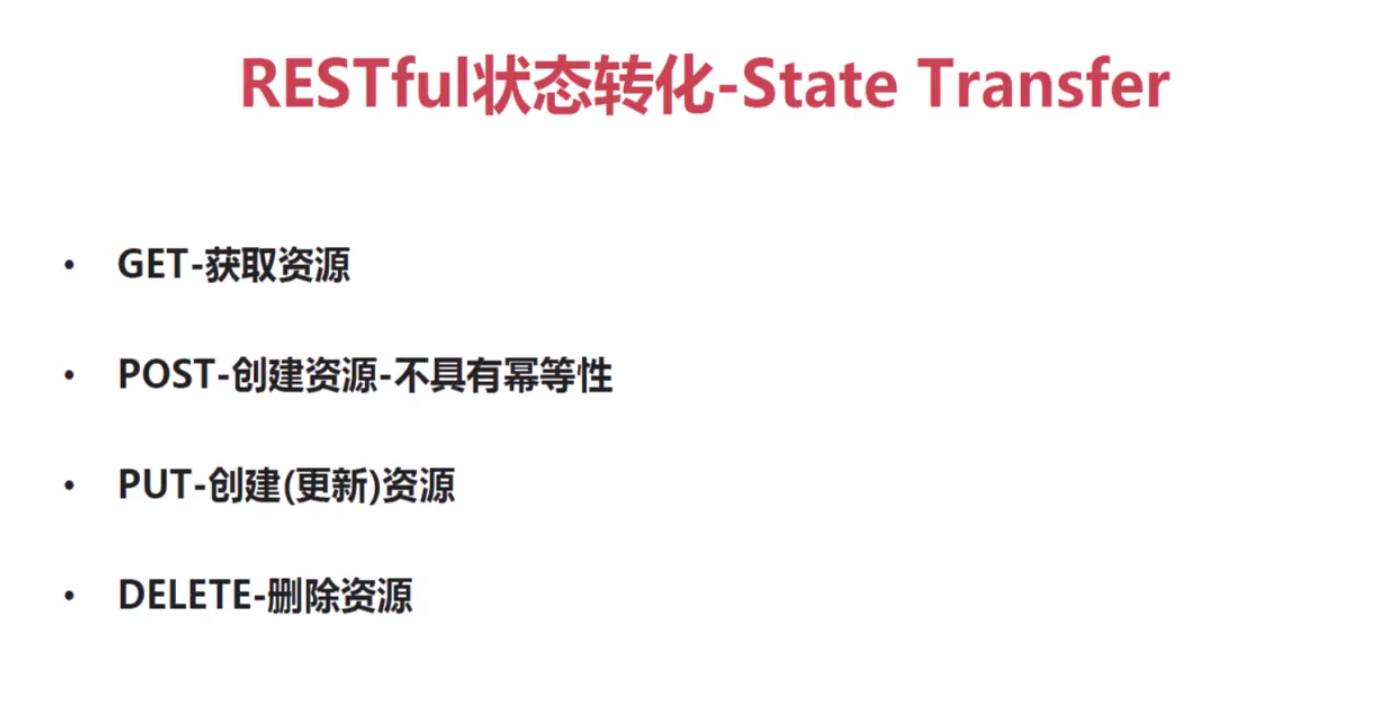 RESTful状态转化-State Transfer
• GET-获取资源
• POST-创建资源-不具有幂等性
• PUT-创建(更新)资源
• DELETE-删除资源